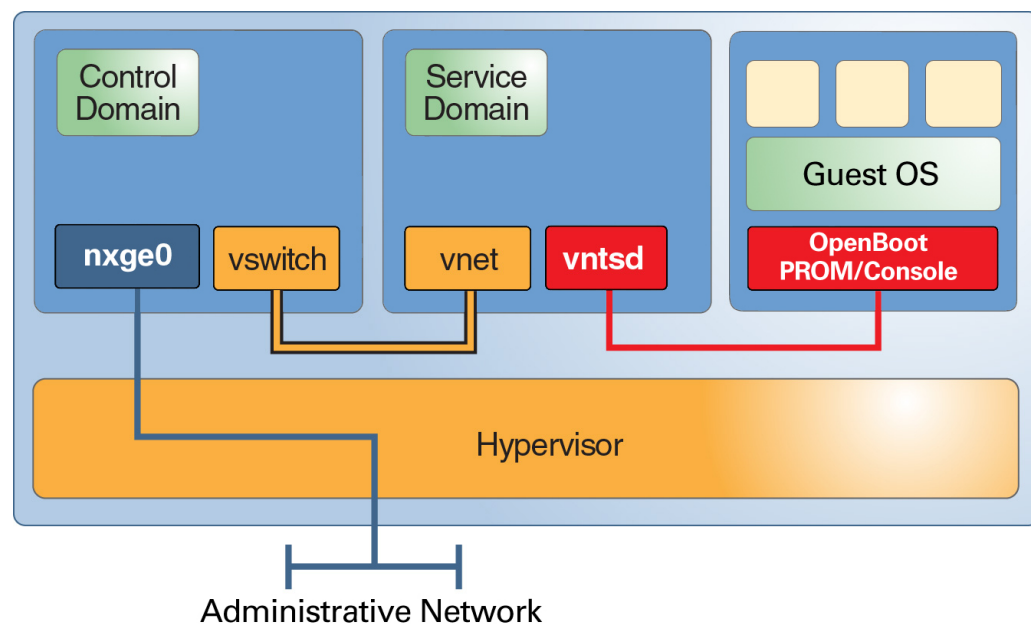 Control
Domain
Service
Domain
Guest OS
nxge0
vswitch
vnet
vntsd
OpenBoot
PROM/Console
Hypervisor
Administrative Network